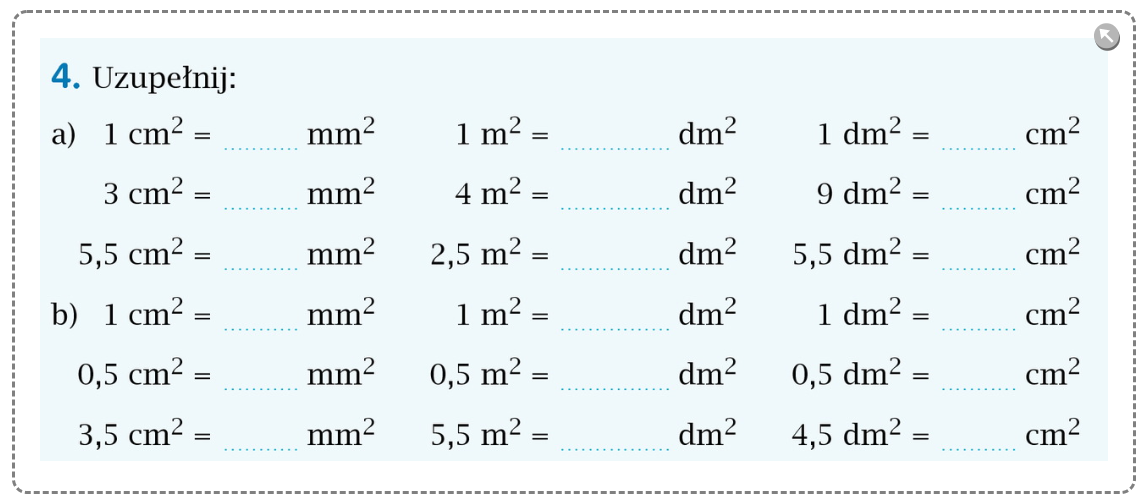 4. Uzupełnij:
a) 1 cm² = ........... mm² 1 m² = ................ dm² 1 dm² = ........... cm²
3 cm² = ........... mm² 4 m² = ................ dm² 9 dm² = ........... cm²
5,5 cm² = ........... mm² 2,5 m² = ................ dm² 5,5 dm² = ........... cm²
b) 1 cm² = ........... mm² 1 m² = ................ dm² 1 dm² = ........... cm²
0,5 cm² = ........... mm² 0,5 m² = ................ dm² 0,5 dm² = ........... cm²
3,5 cm² = ........... mm² 5,5 m² = ................ dm² 4,5 dm² = ........... cm²